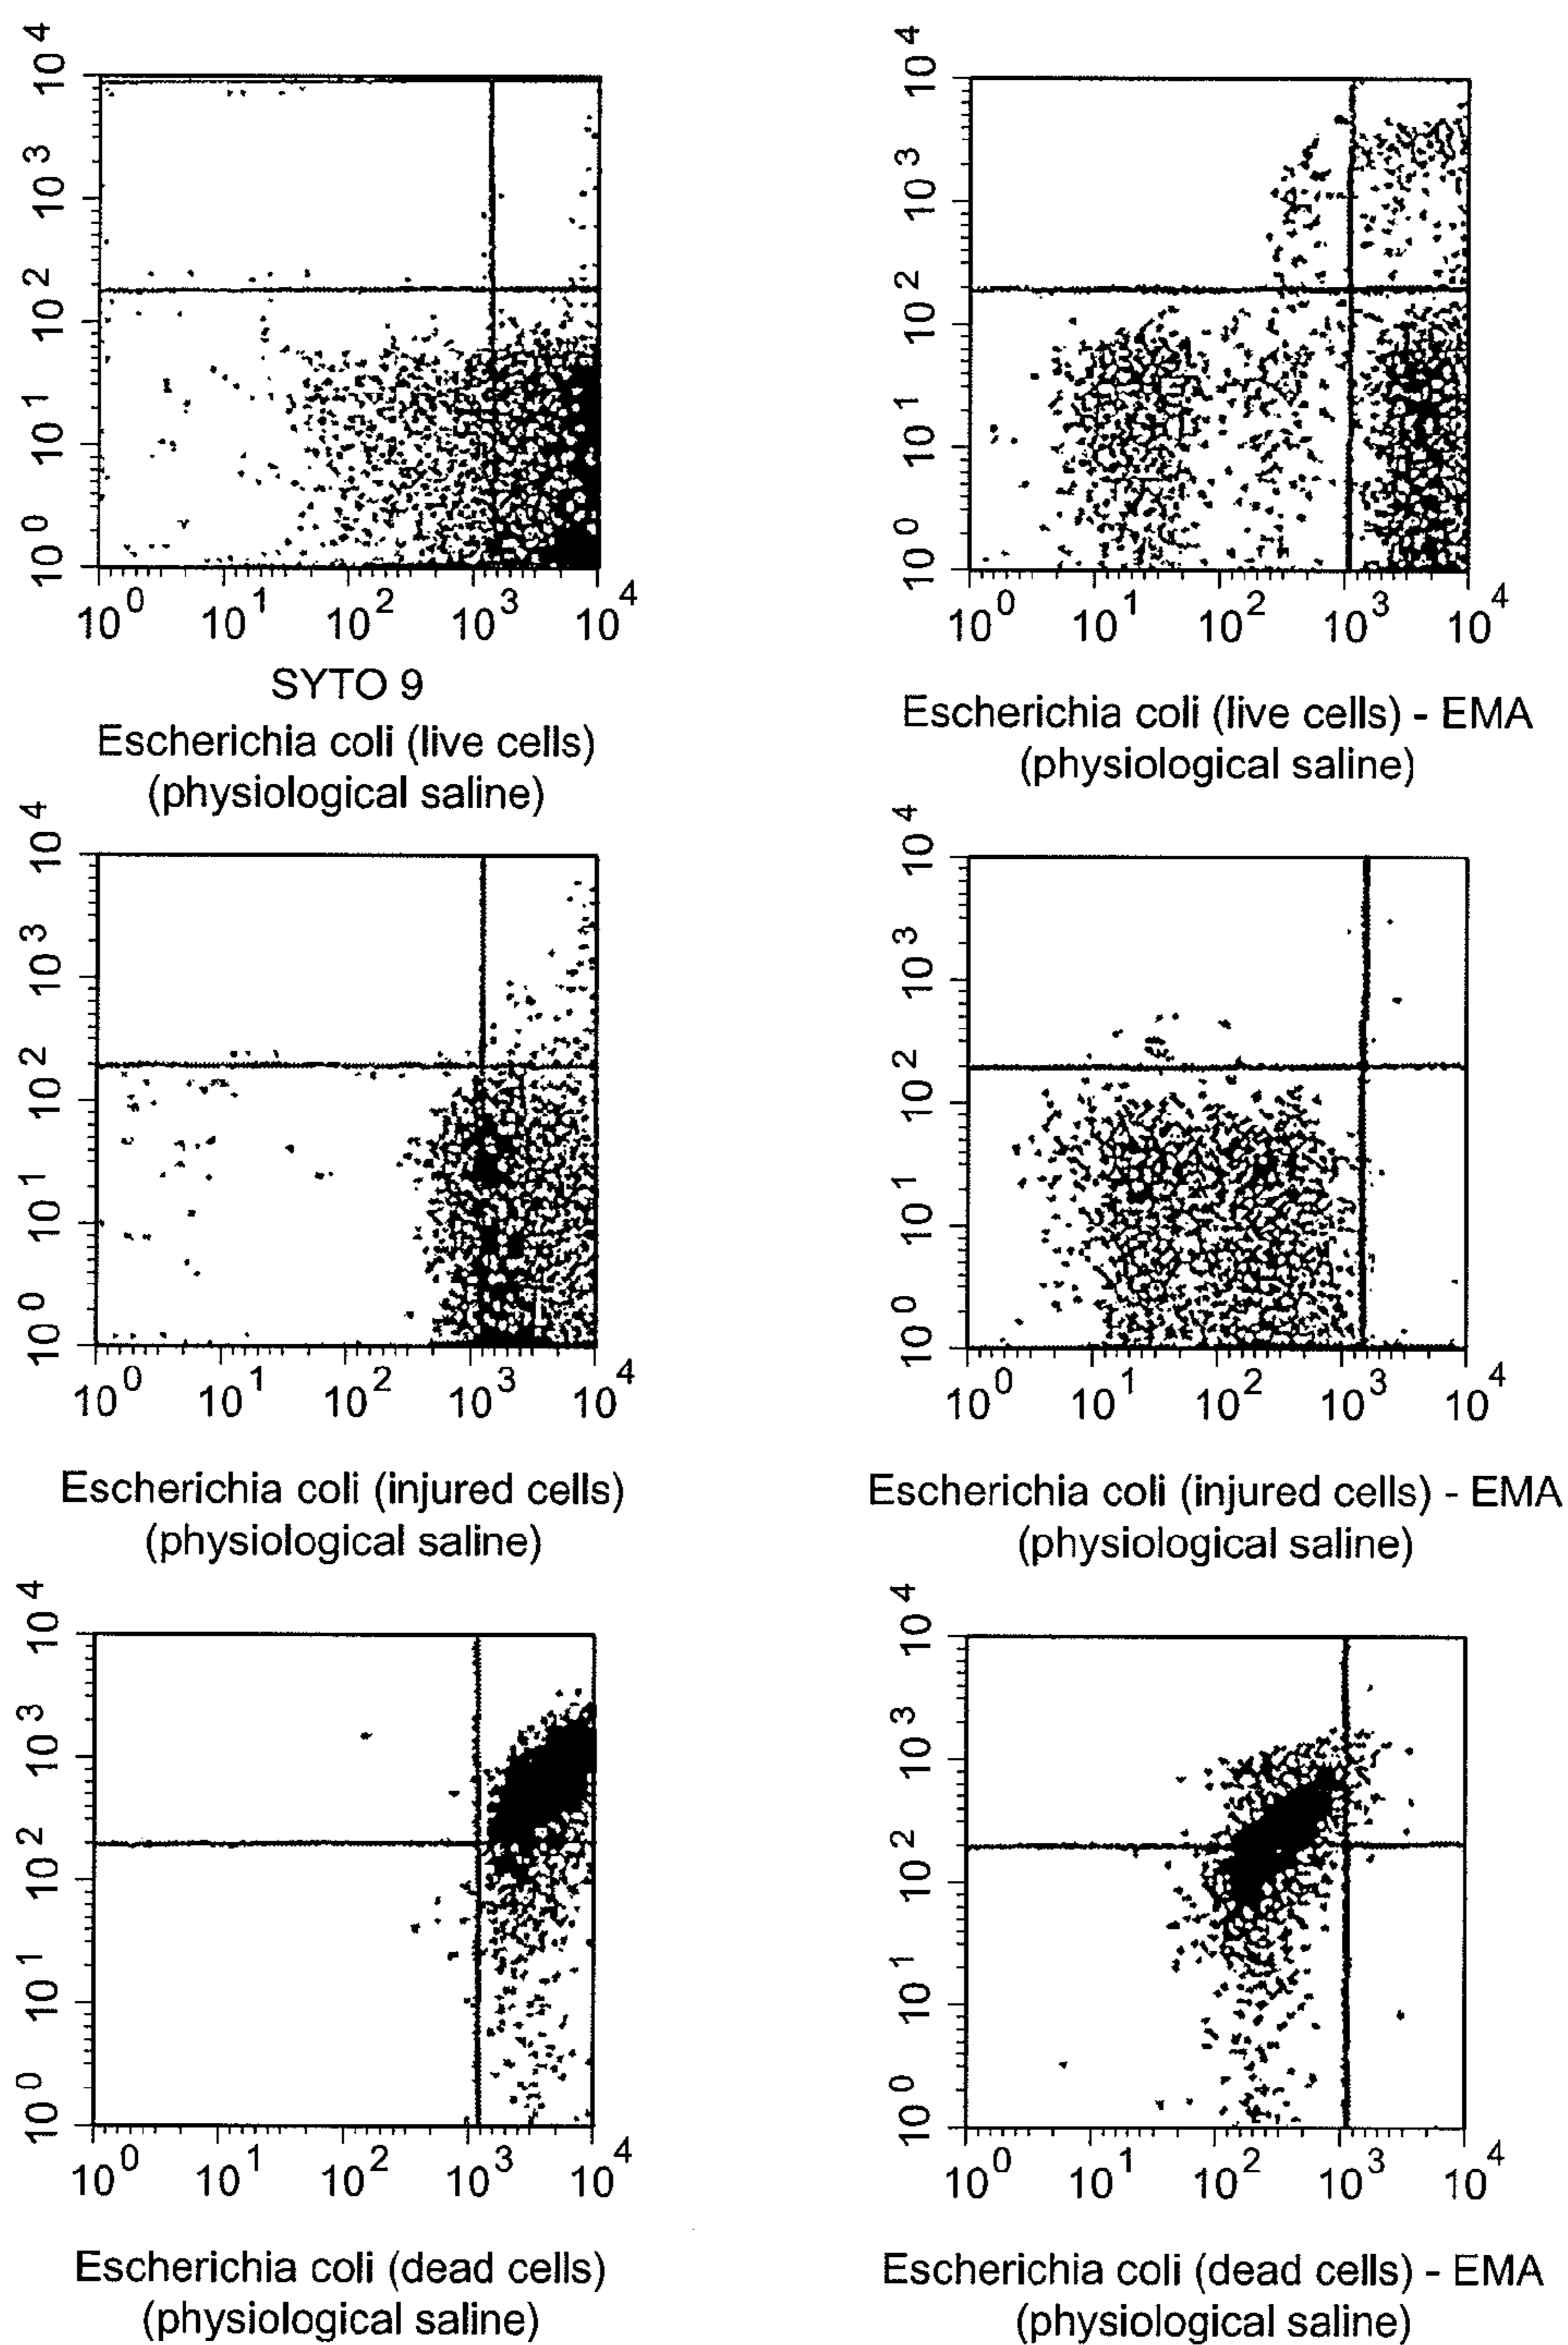 10^4
10^3
10^2
10^1
10^0
10^0 10^1 10^2 10^3 10^4
SYTO 9
Escherichia coli (live cells)
(physiological saline)
10^4
10^3
10^2
10^1
10^0
10^0 10^1 10^2 10^3 10^4
Escherichia coli (live cells) - EMA
(physiological saline)
10^4
10^3
10^2
10^1
10^0
10^0 10^1 10^2 10^3 10^4
Escherichia coli (injured cells)
(physiological saline)
10^4
10^3
10^2
10^1
10^0
10^0 10^1 10^2 10^3 10^4
Escherichia coli (injured cells) - EMA
(physiological saline)
10^4
10^3
10^2
10^1
10^0
10^0 10^1 10^2 10^3 10^4
Escherichia coli (dead cells)
(physiological saline)
10^4
10^3
10^2
10^1
10^0
10^0 10^1 10^2 10^3 10^4
Escherichia coli (dead cells) - EMA
(physiological saline)